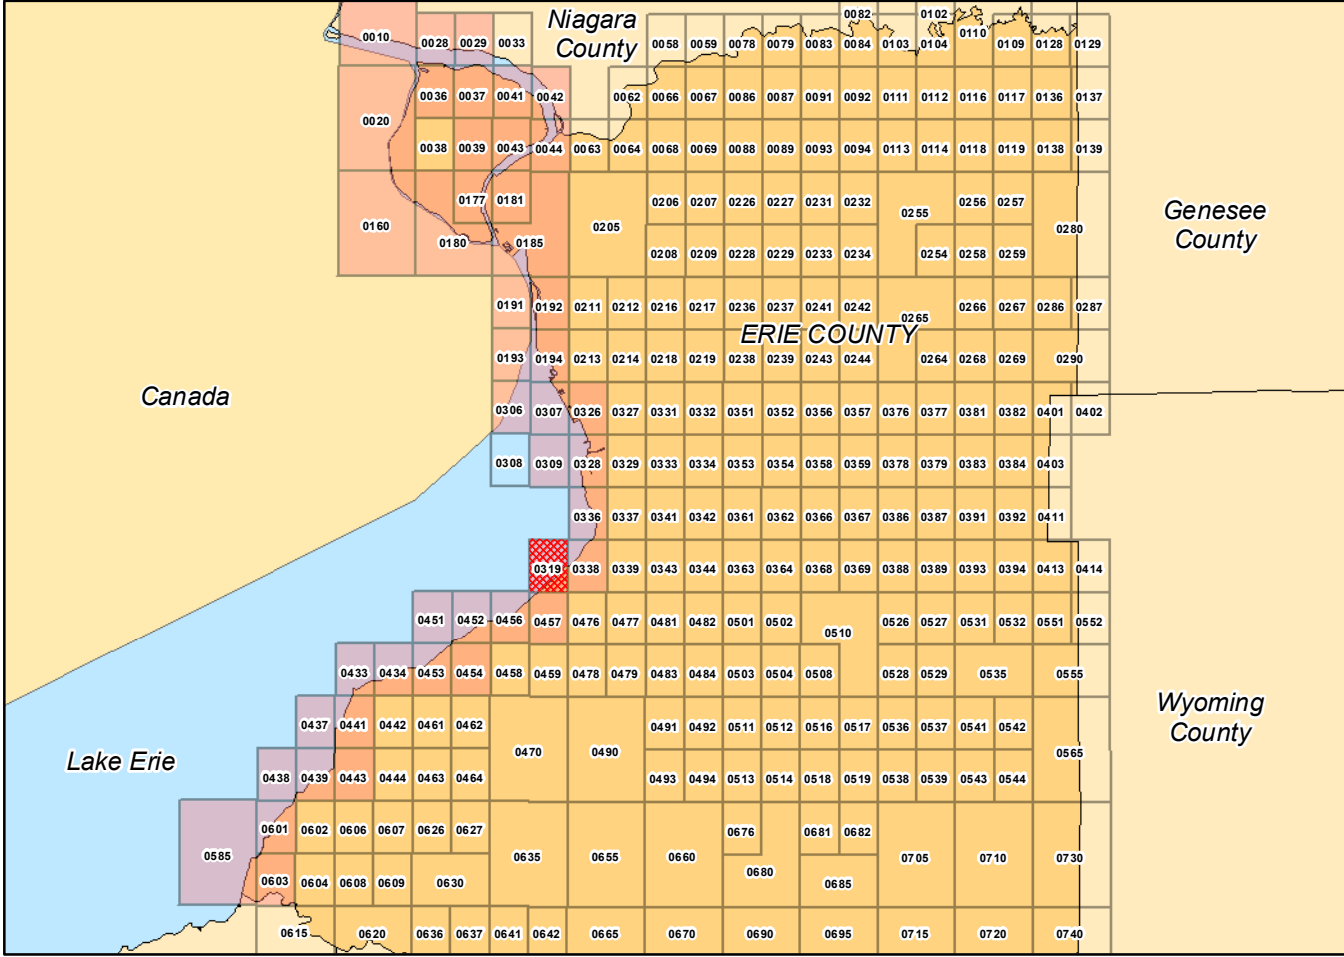 0082 0102
Niagara
County
0010 0028 0029 0033 0058 0059 0078 0079 0083 0084 0103 0104 0110 0109 0128 0129
0036 0037 0041 0042 0062 0066 0067 0086 0087 0091 0092 0111 0112 0116 0117 0136 0137
0020
0038 0039 0043 0044 0063 0064 0068 0069 0088 0089 0093 0094 0113 0114 0118 0119 0138 0139
0177 0181 0206 0207 0226 0227 0231 0232 0255 0256 0257
Genesee
County
0160 0180 0185 0205 0280
0208 0209 0228 0229 0233 0234 0254 0258 0259
0191 0192 0211 0212 0216 0217 0236 0237 0241 0242 0265 0266 0267 0286 0287
ERIE COUNTY
0193 0194 0213 0214 0218 0219 0238 0239 0243 0244 0264 0268 0269 0290
Canada
0306 0307 0326 0327 0331 0332 0351 0352 0356 0357 0376 0377 0381 0382 0401 0402
0308 0309 0328 0329 0333 0334 0353 0354 0358 0359 0378 0379 0383 0384 0403
0336 0337 0341 0342 0361 0362 0366 0367 0386 0387 0391 0392 0411
0319 0338 0339 0343 0344 0363 0364 0368 0369 0388 0389 0393 0394 0413 0414
0451 0452 0456 0457 0476 0477 0481 0482 0501 0502 0510 0526 0527 0531 0532 0551 0552
0433 0434 0453 0454 0458 0459 0478 0479 0483 0484 0503 0504 0508 0528 0529 0535 0555
Wyoming
County
0437 0441 0442 0461 0462 0470 0490 0491 0492 0511 0512 0516 0517 0536 0537 0541 0542 0565
Lake Erie
0438 0439 0443 0444 0463 0464 0493 0494 0513 0514 0518 0519 0538 0539 0543 0544
0601 0602 0606 0607 0626 0627 0676 0681 0682
0585 0635 0655 0660 0680 0705 0710 0730
0603 0604 0608 0609 0630 0685
0615 0620 0636 0637 0641 0642 0665 0670 0690 0695 0715 0720 0740